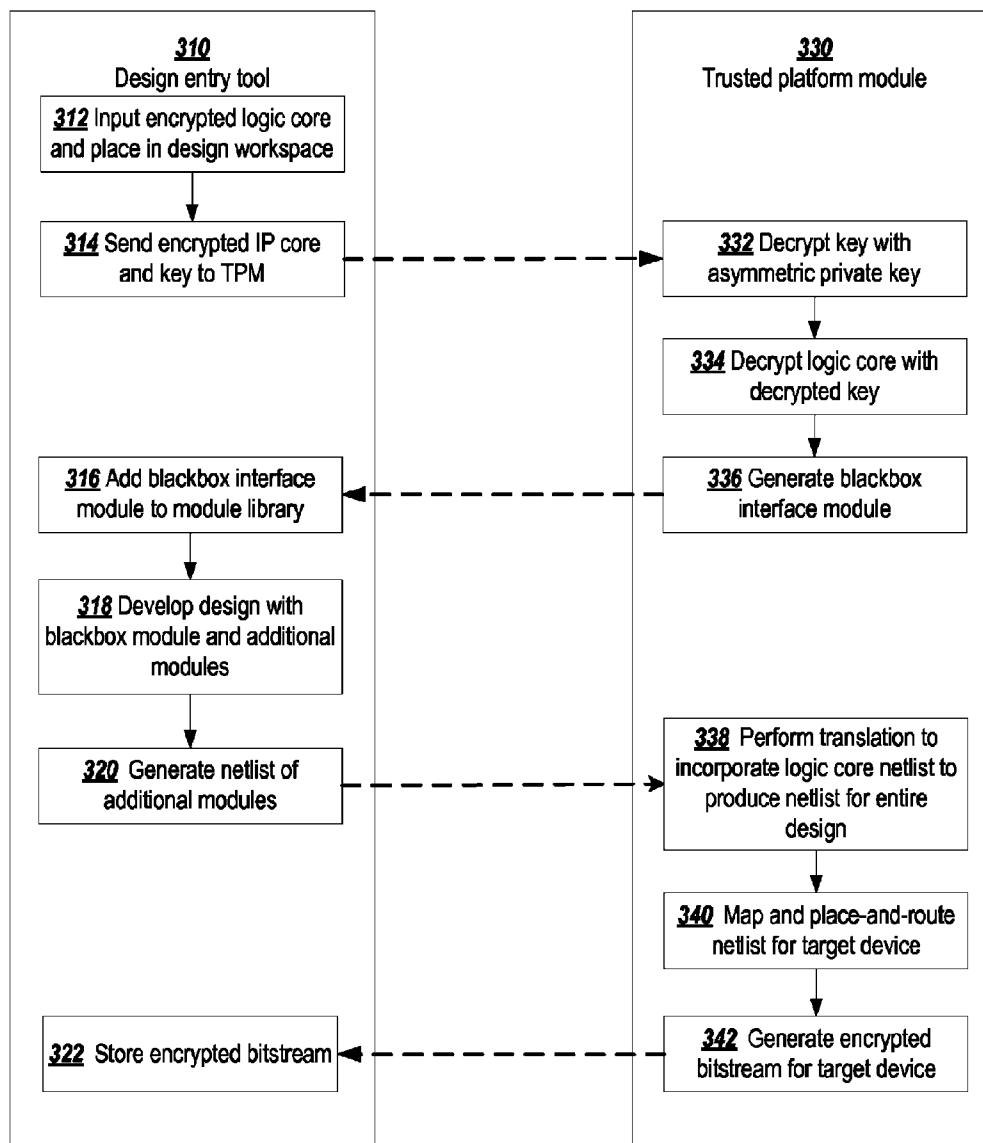 310
Design entry tool
312 Input encrypted logic core
and place in design workspace
314 Send encrypted IP core
and key to TPM
316 Add blackbox interface
module to module library
318 Develop design with
blackbox module and additional
modules
320 Generate netlist of
additional modules
322 Store encrypted bitstream
330
Trusted platform module
332 Decrypt key with
asymmetric private key
334 Decrypt logic core with
decrypted key
336 Generate blackbox
interface module
338 Perform translation to
incorporate logic core netlist to
produce netlist for entire
design
340 Map and place-and-route
netlist for target device
342 Generate encrypted
bitstream for target device